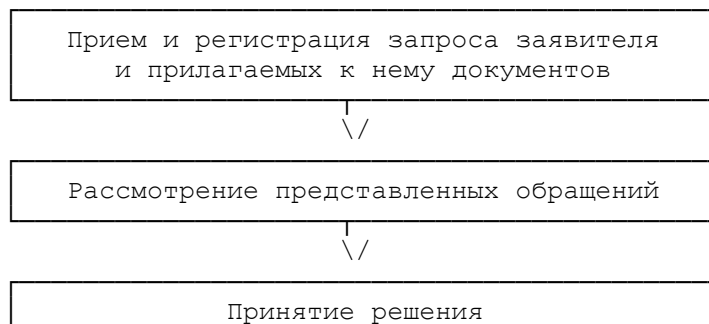 Прием и регистрация запроса заявителя
и прилагаемых к нему документов
\/
Рассмотрение представленных обращений
\/
Принятие решения